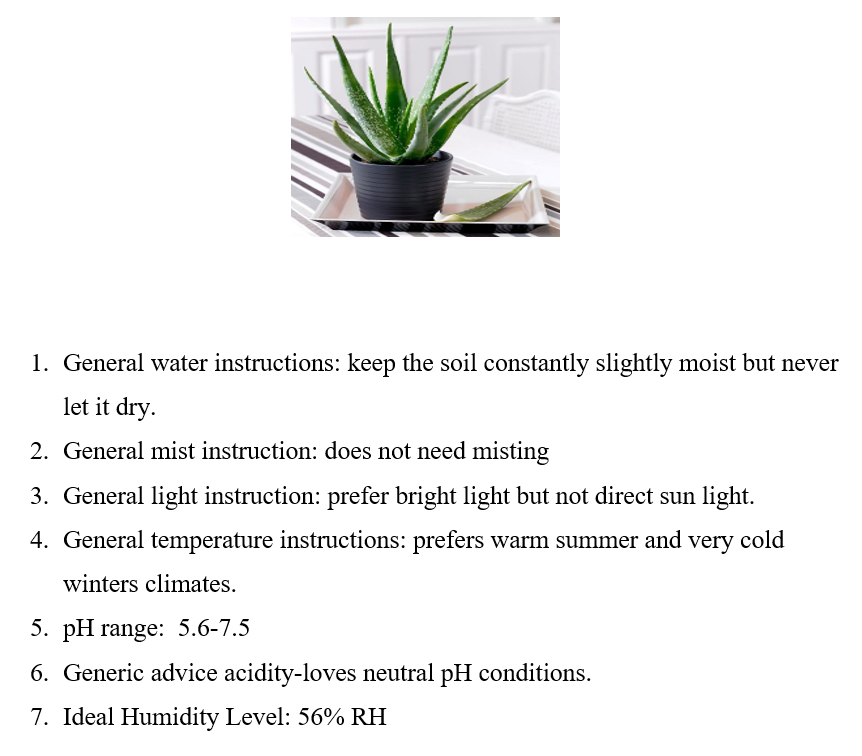 1. General water instructions: keep the soil constantly slightly moist but never
let it dry.
2. General mist instruction: does not need misting
3. General light instruction: prefer bright light but not direct sun light.
4. General temperature instructions: prefers warm summer and very cold
winters climates.
5. pH range: 5.6-7.5
6. Generic advice acidity-loves neutral pH conditions.
7. Ideal Humidity Level: 56% RH